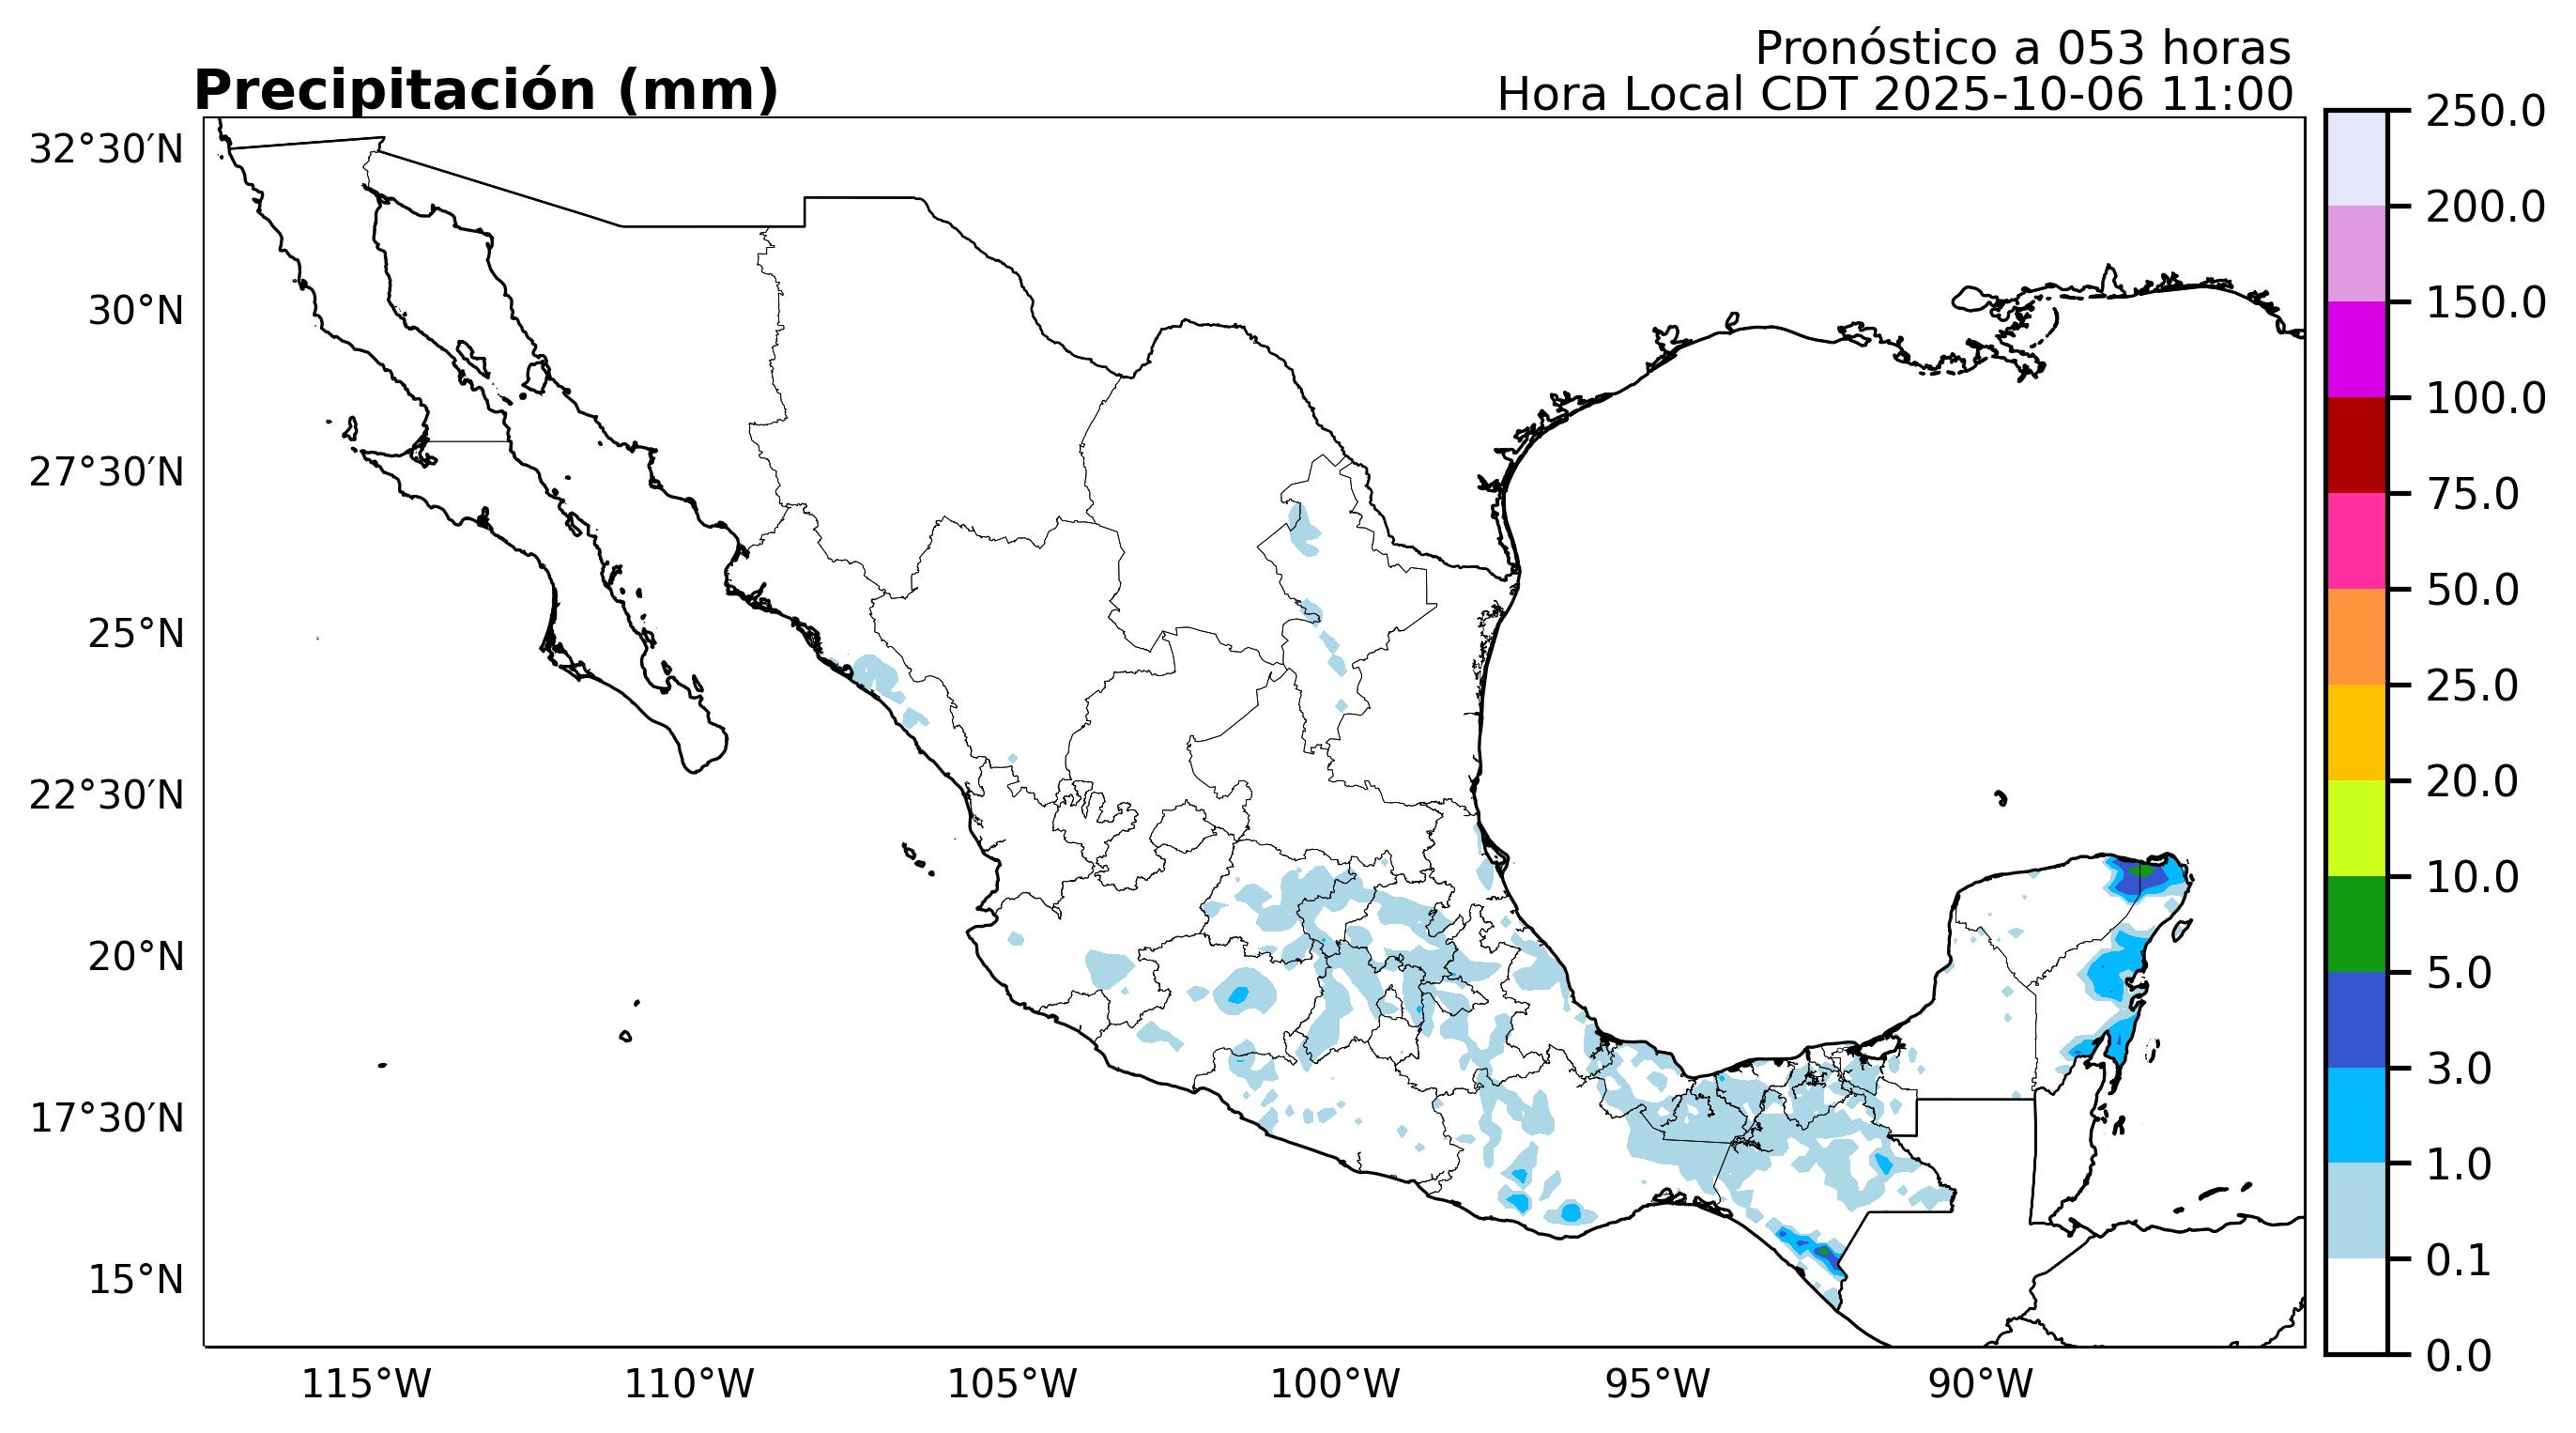 Pronóstico a 053 horas
Precipitación (mm)
Hora Local CDT 2025-10-06 11:00
32°30′N
30°N
27°30′N
25°N
22°30′N
20°N
17°30′N
15°N
115°W
110°W
105°W
100°W
95°W
90°W
250.0
200.0
150.0
100.0
75.0
50.0
25.0
20.0
10.0
5.0
3.0
1.0
0.1
0.0